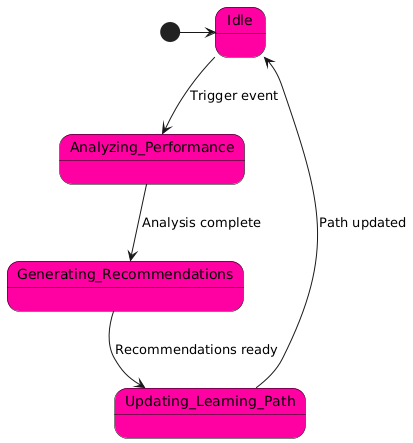 Idle
Trigger event
Analyzing_Performance
Analysis complete
Path updated
Generating_Recommendations
Recommendations ready
Updating_Learning_Path